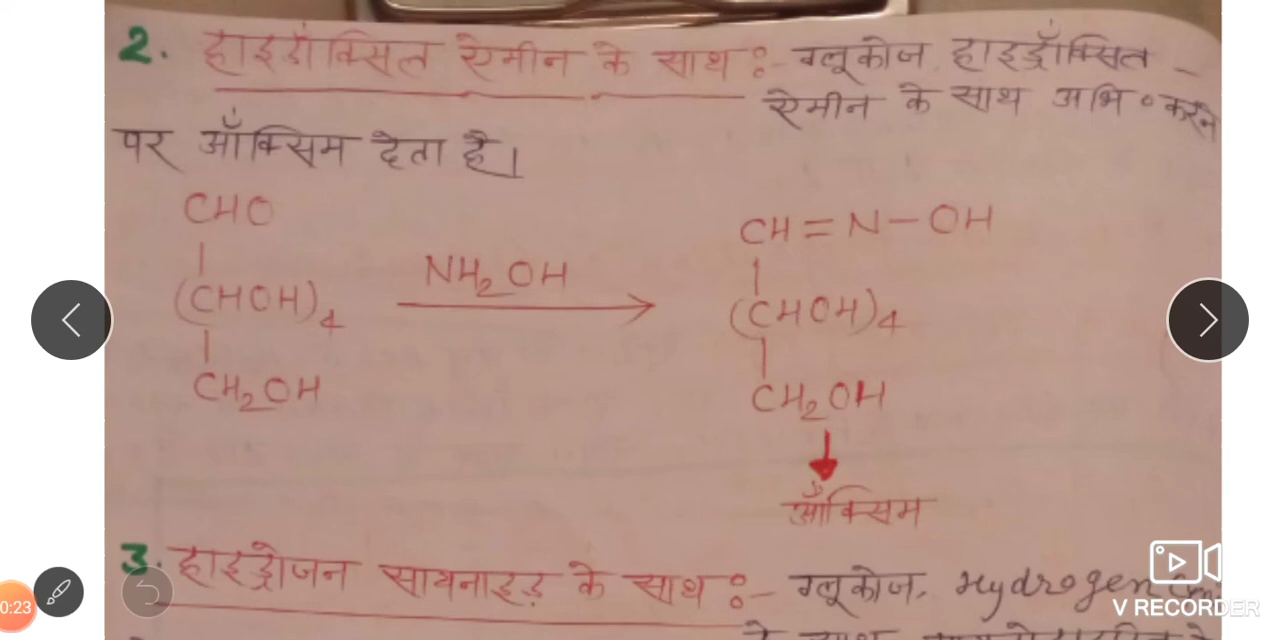 2. हाइडॉक्सिल ऐमीन के साथ :- ग्लूकोज, हाइड्रॉक्सिल -
ऐमीन के साथ अभि॰ करने
पर ऑक्सिम देता है।
CHO
|
(CHOH)4
|
CH2OH
NH2OH
CH=N-OH
|
(CHOH)4
|
CH2OH
ऑक्सिम
3. हाइड्रोजन सायनाइड़ के साथ :- ग्लूकोज, Hydrogen
0:23
V RECORDER